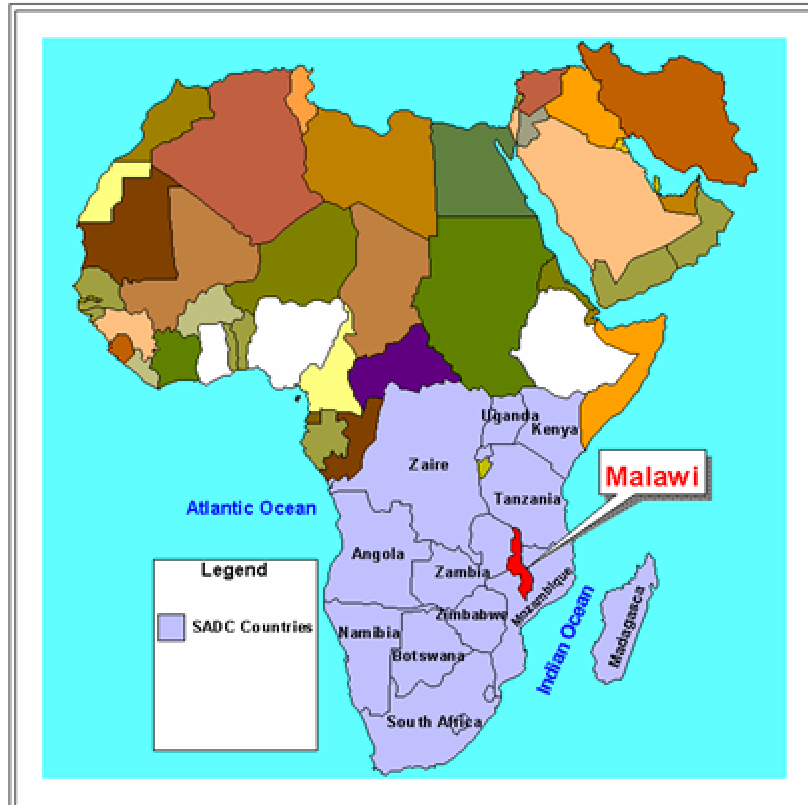 Uganda
Kenya
Zaire
Malawi
Tanzania
Atlantic Ocean
Angola
Zambia
Mozambique
Madagasca
Indian Ocean
Legend
SADC Countries
Zimbabwe
Namibia
Botswana
South Africa